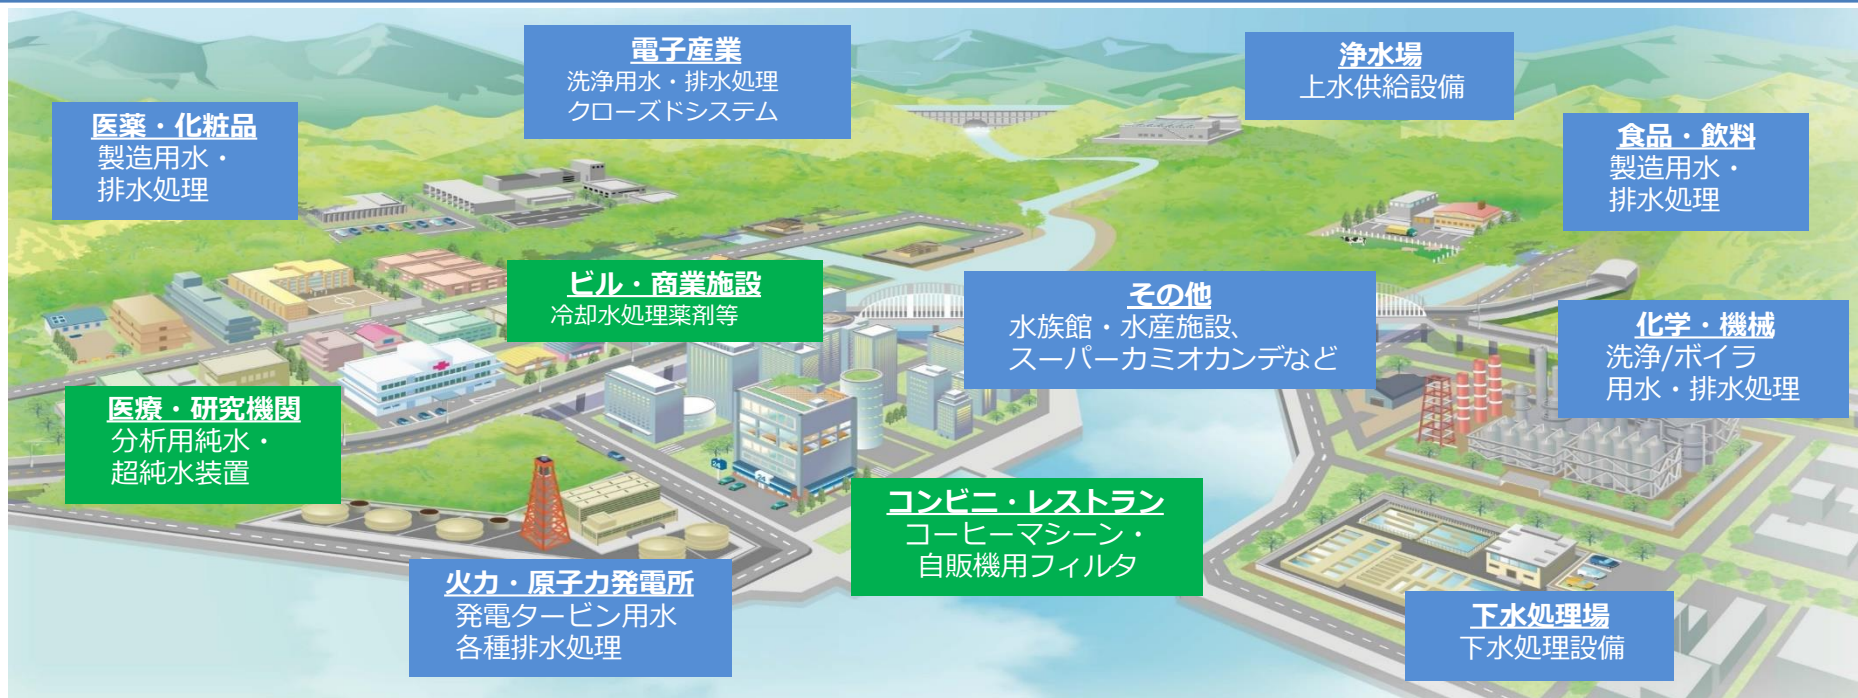 電子産業
洗浄用水・排水処理
クローズドシステム
浄水場
上水供給設備
医薬・化粧品
製造用水・
排水処理
食品・飲料
製造用水・
排水処理
ビル・商業施設
冷却水処理薬剤等
その他
水族館・水産施設、
スーパーカミオカンデなど
化学・機械
洗浄/ボイラ
用水・排水処理
医療・研究機関
分析用純水・
超純水装置
24
24
コンビニ・レストラン
コーヒーマシーン・
自販機用フィルタ
火力・原子力発電所
発電タービン用水
各種排水処理
下水処理場
下水処理設備